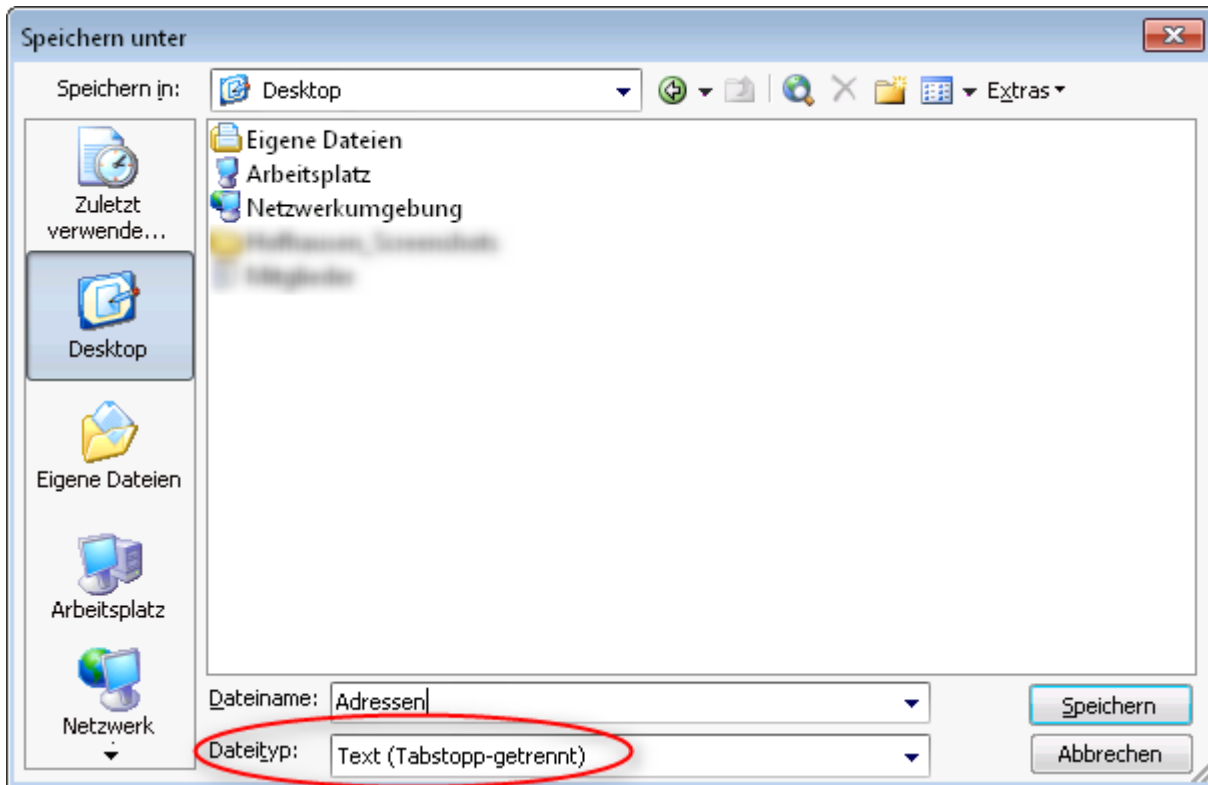 Speichern unter
Speichern in:
Desktop
Extras
Zuletzt
verwende...
Desktop
Eigene Dateien
Arbeitsplatz
Netzwerk
Eigene Dateien
Arbeitsplatz
Netzwerkumgebung
Dateiname:
Adressen
Speichern
Dateityp:
Text (Tabstopp-getrennt)
Abbrechen